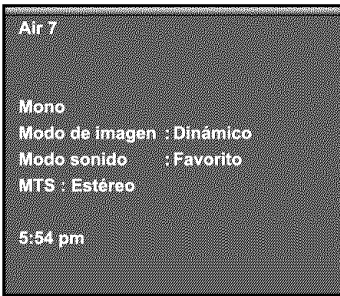 Air 7
Mono
Modo de imagen : Dinámico
Modo sonido : Favorito
MTS : Estéreo
5:54 pm